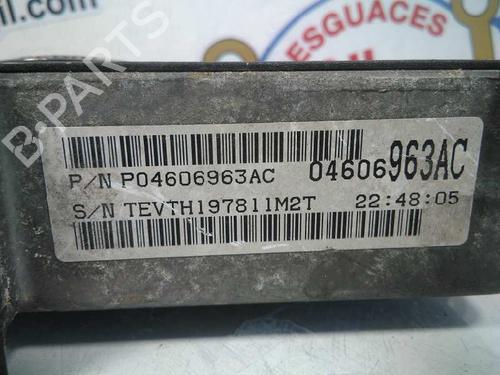 ESGUACES
B-PARTS
P/N P04606963AC 04606963AC
S/N TEVTH197811M2T 22:48:05